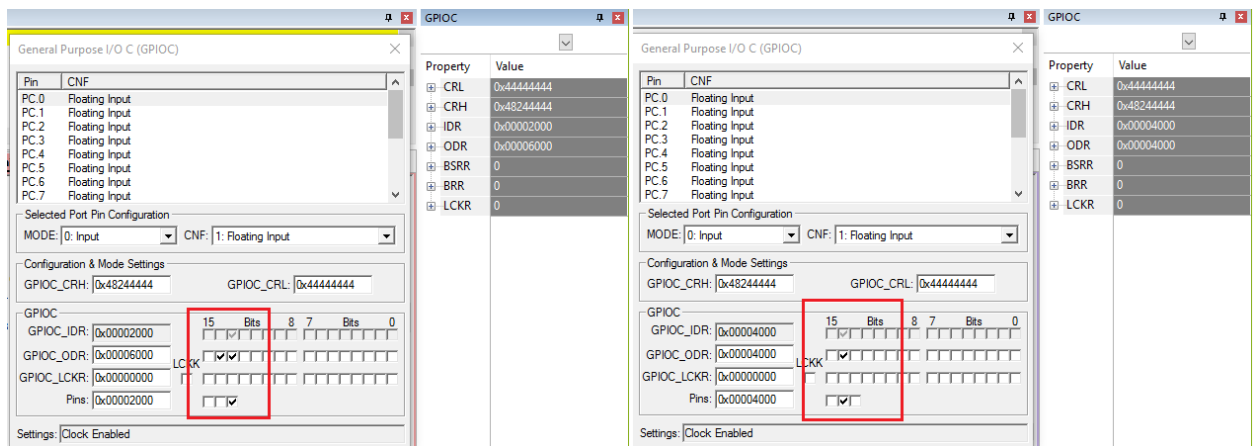 General Purpose I/O C (GPIOC)
Pin CNF
PC.0 Floating Input
PC.1 Floating Input
PC.2 Floating Input
PC.3 Floating Input
PC.4 Floating Input
PC.5 Floating Input
PC.6 Floating Input
PC.7 Floating Input
Selected Port Pin Configuration
MODE: 0: Input CNF: 1: Floating Input
Configuration & Mode Settings
GPIOC_CRH: 0x48244444 GPIOC_CRL: 0x44444444
GPIOC
15 Bits 8 7 Bits 0
GPIOC_IDR: 0x00002000
GPIOC_ODR: 0x00006000
LCKK
GPIOC_LCKR: 0x00000000
Pins: 0x00002000
Settings: Clock Enabled
GPIOC
Property Value
CRL 0x44444444
CRH 0x48244444
IDR 0x00002000
ODR 0x00006000
BSRR 0
BRR 0
LCKR 0
General Purpose I/O C (GPIOC)
Pin CNF
PC.0 Floating Input
PC.1 Floating Input
PC.2 Floating Input
PC.3 Floating Input
PC.4 Floating Input
PC.5 Floating Input
PC.6 Floating Input
PC.7 Floating Input
Selected Port Pin Configuration
MODE: 0: Input CNF: 1: Floating Input
Configuration & Mode Settings
GPIOC_CRH: 0x48244444 GPIOC_CRL: 0x44444444
GPIOC
15 Bits 8 7 Bits 0
GPIOC_IDR: 0x00004000
GPIOC_ODR: 0x00004000
LCKK
GPIOC_LCKR: 0x00000000
Pins: 0x00004000
Settings: Clock Enabled
GPIOC
Property Value
CRL 0x44444444
CRH 0x48244444
IDR 0x00004000
ODR 0x00004000
BSRR 0
BRR 0
LCKR 0